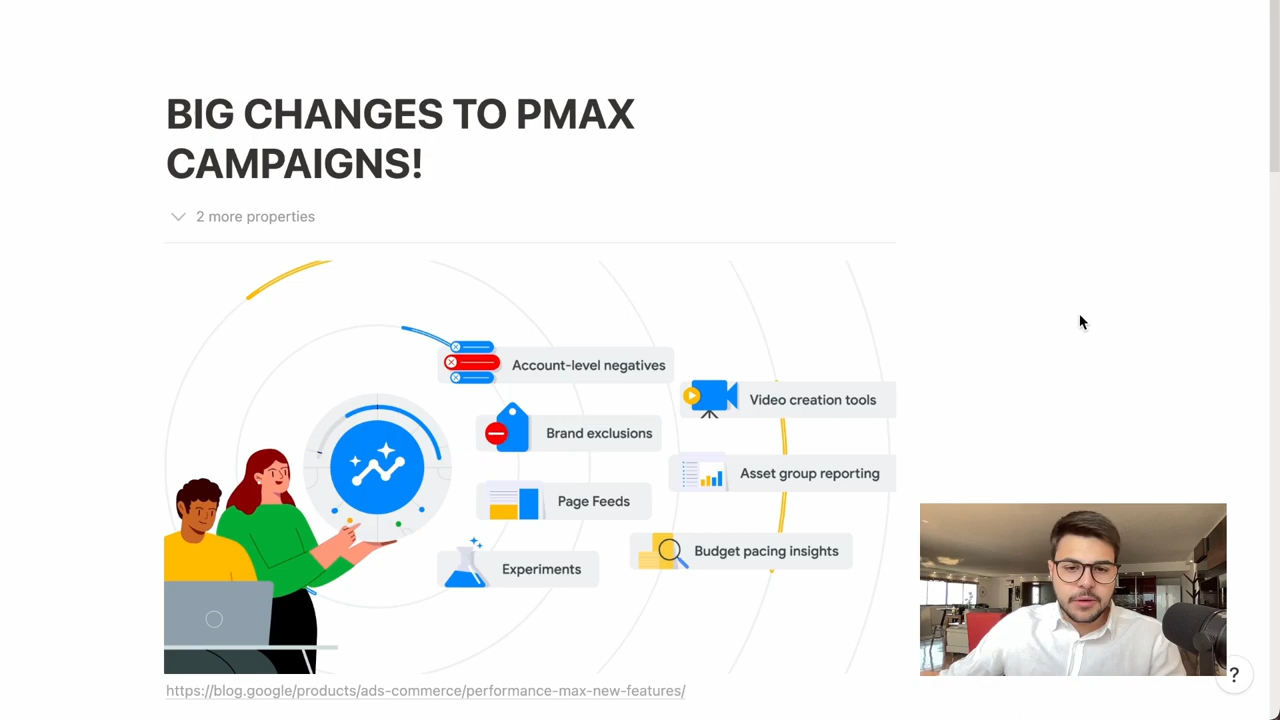 BIG CHANGES TO PMAX
CAMPAIGNS!
2 more properties
Account-level negatives
Video creation tools
Brand exclusions
Asset group reporting
Page Feeds
Budget pacing insights
Experiments
https://blog.google/products/ads-commerce/performance-max-new-features/
?